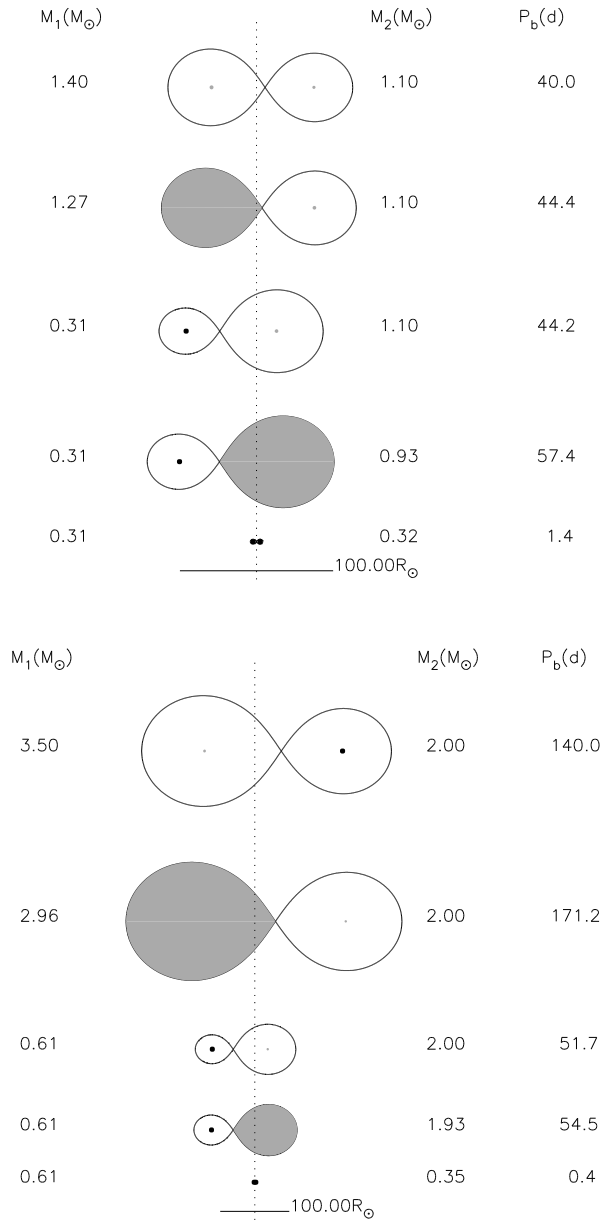 M₁(M☉) M₂(M☉) P_b(d)
1.40 1.10 40.0
1.27 1.10 44.4
0.31 1.10 44.2
0.31 0.93 57.4
0.31 0.32 1.4
100.00R☉
M₁(M☉) M₂(M☉) P_b(d)
3.50 2.00 140.0
2.96 2.00 171.2
0.61 2.00 51.7
0.61 1.93 54.5
0.61 0.35 0.4
100.00R☉